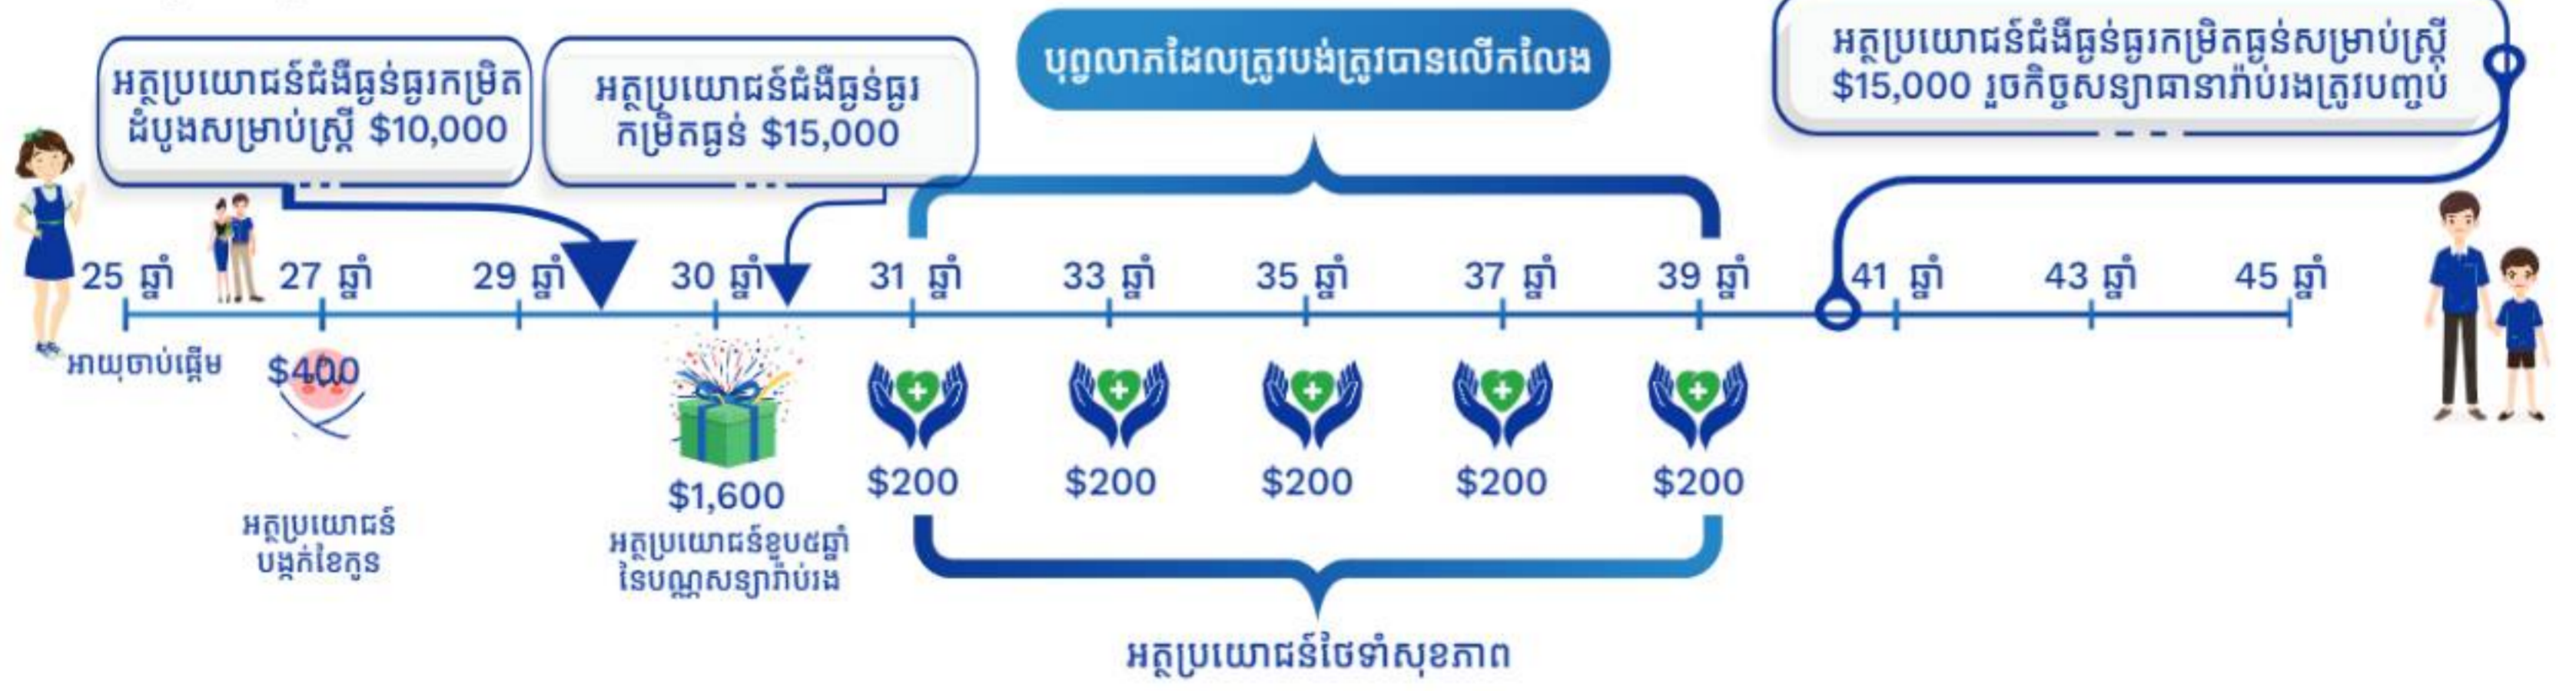 អត្ថប្រយោជន៍ជំងឺធ្ងន់ធ្ងរកម្រិត
ដំបូងសម្រាប់ស្ត្រី $10,000
អត្ថប្រយោជន៍ជំងឺធ្ងន់ធ្ងរ
កម្រិតធ្ងន់ $15,000
បុព្វលាភដែលត្រូវបង់ត្រូវបានលើកលែង
អត្ថប្រយោជន៍ជំងឺធ្ងន់ធ្ងរកម្រិតធ្ងន់សម្រាប់ស្ត្រី
$15,000 រួចកិច្ចសន្យាធានារ៉ាប់រងត្រូវបញ្ចប់
25 ឆ្នាំ
27 ឆ្នាំ
29 ឆ្នាំ
30 ឆ្នាំ
31 ឆ្នាំ
33 ឆ្នាំ
35 ឆ្នាំ
37 ឆ្នាំ
39 ឆ្នាំ
41 ឆ្នាំ
43 ឆ្នាំ
45 ឆ្នាំ
អាយុចាប់ផ្តើម
$400
អត្ថប្រយោជន៍
បង្កក់ខែកូន
$1,600
អត្ថប្រយោជន៍ខួប៥ឆ្នាំ
នៃបណ្ណសន្យារ៉ាប់រង
$200
$200
$200
$200
$200
អត្ថប្រយោជន៍ថែទាំសុខភាព